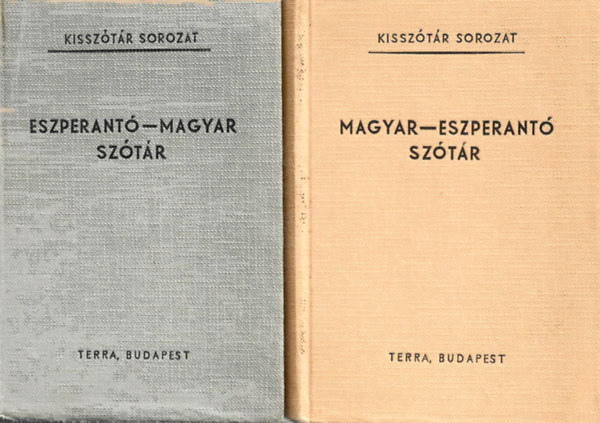 KISSZÓTÁR SOROZAT
ESZPERANTÓ—MAGYAR
SZÓTÁR
TERRA, BUDAPEST
KISSZÓTÁR SOROZAT
MAGYAR—ESZPERANTÓ
SZÓTÁR
TERRA, BUDAPEST